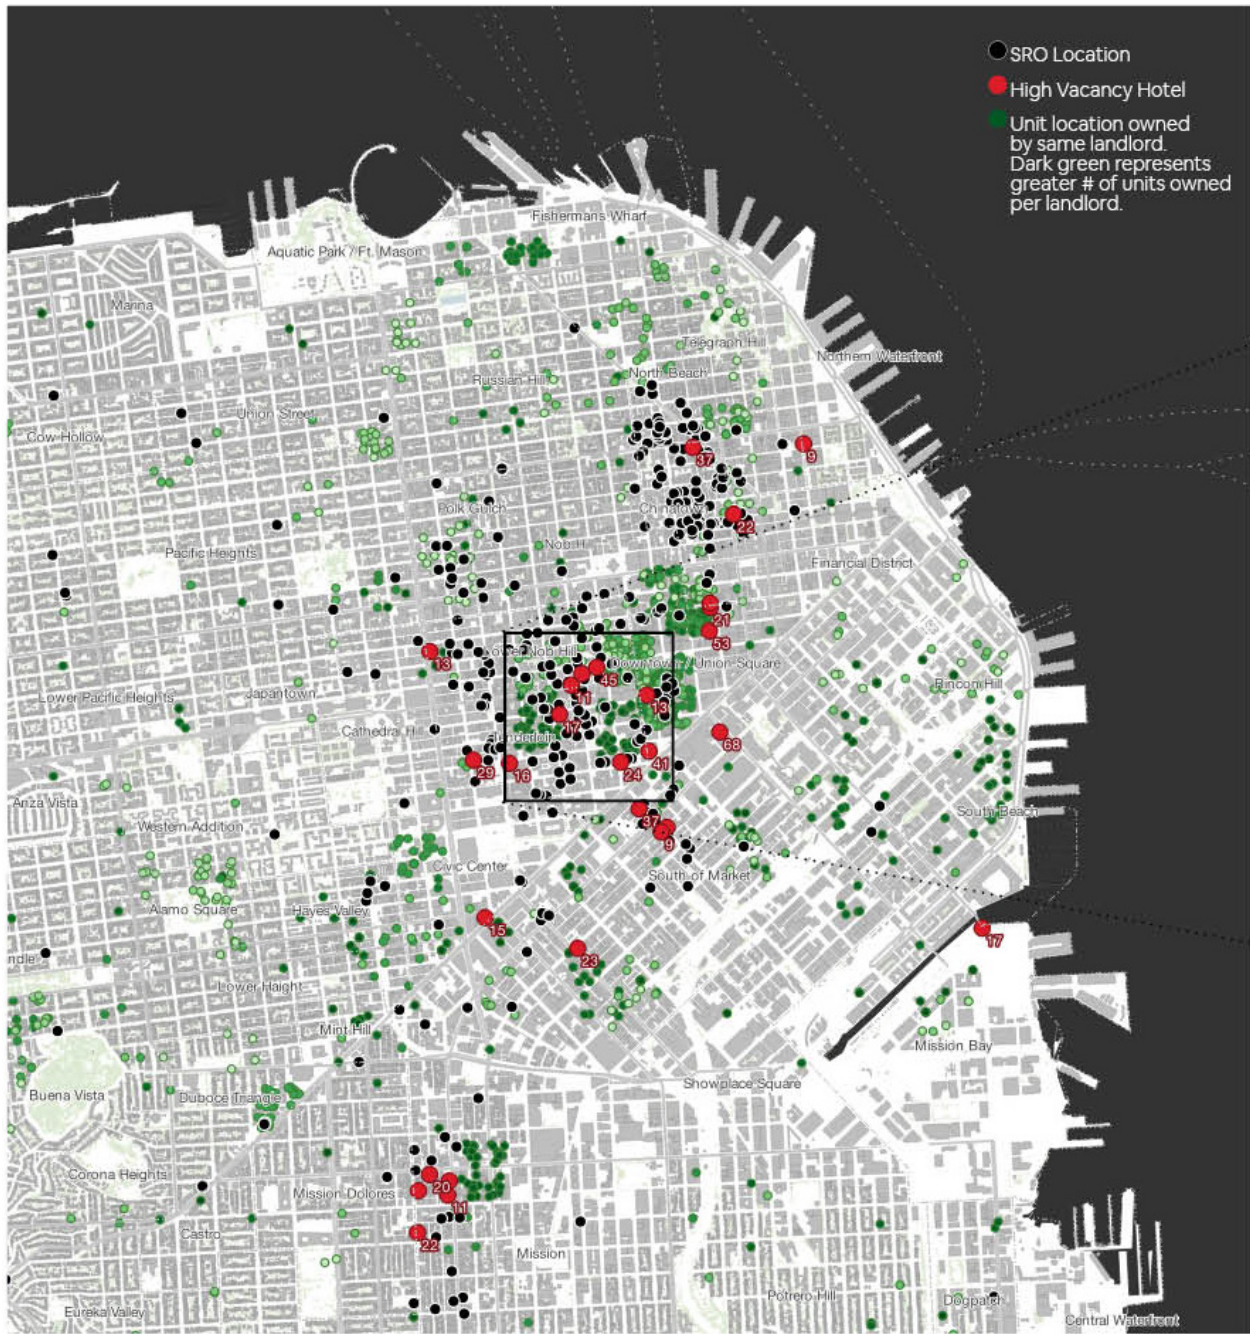 SRO Location
High Vacancy Hotel
Unit location owned
by same landlord.
Dark green represents
greater # of units owned
per landlord.
Fishermans Wharf
Aquatic Park / Ft. Mason
Marina
Telegraph Hill
Northern Waterfront
North Beach
Russian Hill
Union Street
Cow Hollow
37
9
Polk Gulch
Chinatown
22
Nob H
Pacific Heights
Financial District
21
53
13
Lower Nob Hill
Downtown / Union Square
45
11
13
Rincon Hill
Japantown
Lower Pacific Heights
17
Cathedral H
Tenderloin
68
41
29
16
24
Anza Vista
South Beach
37
Western Addition
9
Civic Center
South of Market
Alamo Square
Hayes Valley
15
17
23
ndle
Lower Haight
Mint Hill
Mission Bay
Showplace Square
Buena Vista
Duboce Triangle
Corona Heights
20
Mission Dolores
11
Castro
22
Mission
Potrero Hill
Dogpatch
Eureka Valley
Central Waterfront